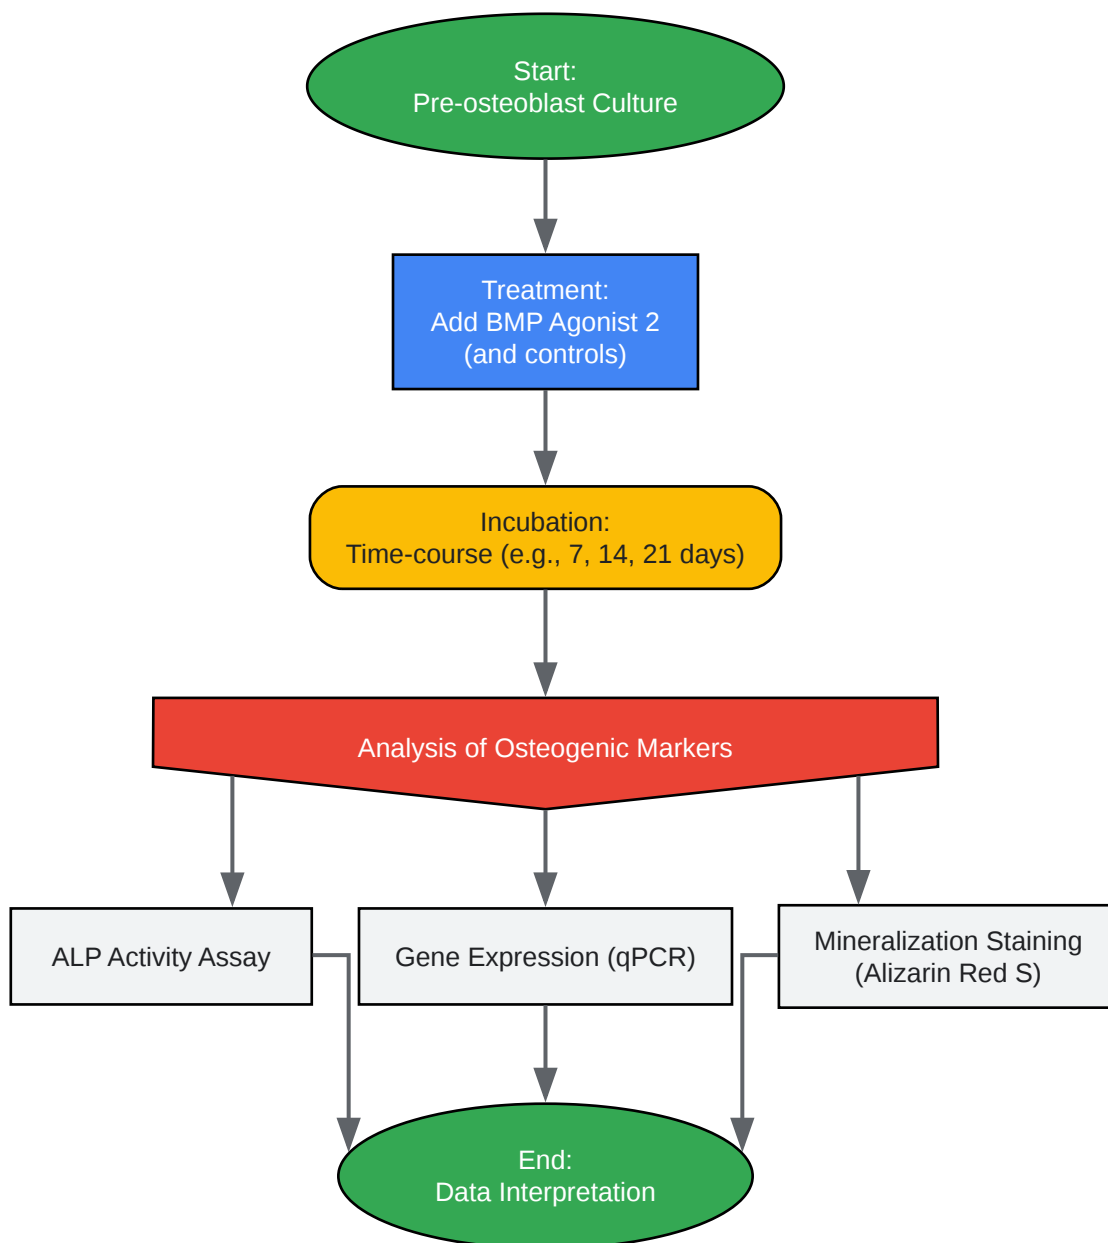 Start:
Pre-osteoblast Culture
Treatment:
Add BMP Agonist 2
(and controls)
Incubation:
Time-course (e.g., 7, 14, 21 days)
Analysis of Osteogenic Markers
ALP Activity Assay
Gene Expression (qPCR)
Mineralization Staining
(Alizarin Red S)
End:
Data Interpretation